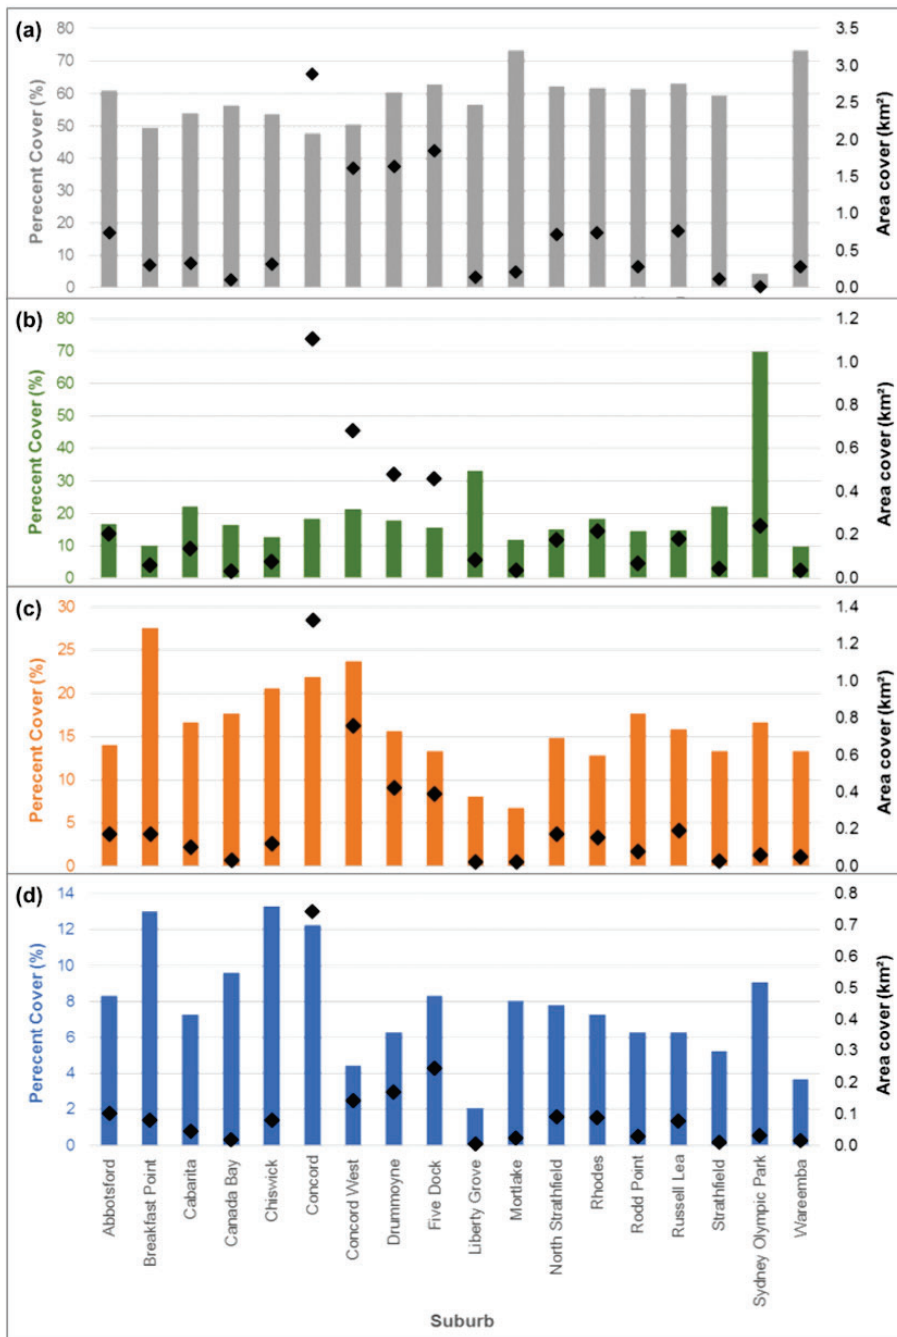 (a)
Perecent Cover (%)
80
70
60
50
40
30
20
10
0
3.5
3.0
2.5
2.0
1.5
1.0
0.5
0.0
Area cover (km²)
(b)
Perecent Cover (%)
80
70
60
50
40
30
20
10
0
1.2
1.0
0.8
0.6
0.4
0.2
0.0
Area cover (km²)
(c)
Perecent Cover (%)
30
25
20
15
10
5
0
1.4
1.2
1.0
0.8
0.6
0.4
0.2
0.0
Area cover (km²)
(d)
Perecent Cover (%)
14
12
10
8
6
4
2
0
0.8
0.7
0.6
0.5
0.4
0.3
0.2
0.1
0.0
Area cover (km²)
Abbotsford
Breakfast Point
Cabarita
Canada Bay
Chiswick
Concord
Concord West
Drummoyne
Five Dock
Liberty Grove
Mortlake
North Strathfield
Rhodes
Rodd Point
Russell Lea
Strathfield
Sydney Olympic Park
Wareemba
Suburb